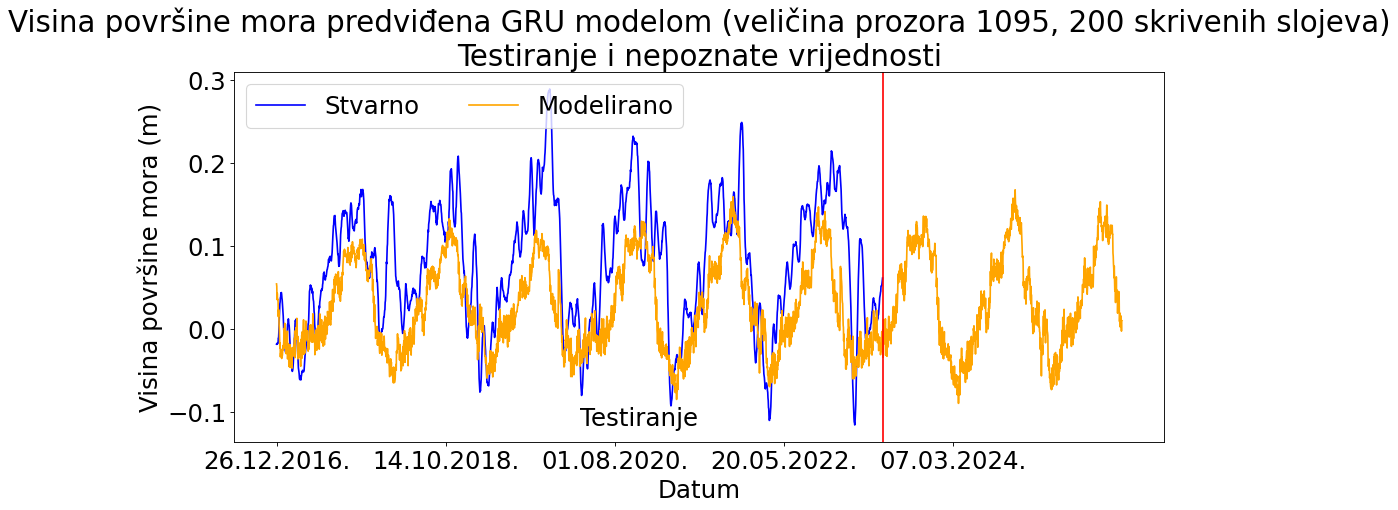 Visina površine mora predviđena GRU modelom (veličina prozora 1095, 200 skrivenih slojeva)
Testiranje i nepoznate vrijednosti
Stvarno
Modelirano
Visina površine mora (m)
0.3
0.2
0.1
0.0
−0.1
Testiranje
26.12.2016.
14.10.2018.
01.08.2020.
20.05.2022.
07.03.2024.
Datum